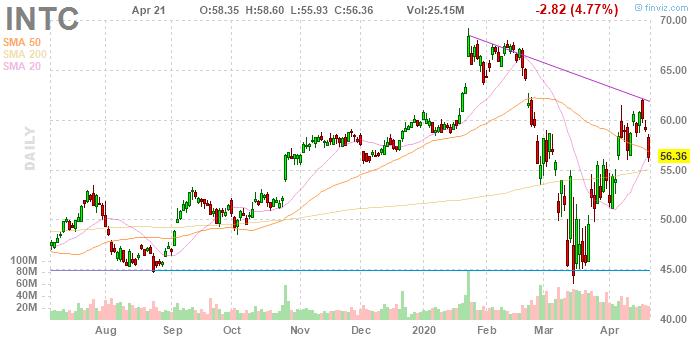 INTC
Apr 21
O:58.35
H:58.60
L:55.93
C:56.36
Vol:25.15M
-2.82 (4.77%)
© finviz.com
SMA 50
SMA 200
SMA 20
DAILY
70.00
65.00
60.00
56.36
55.00
50.00
45.00
40.00
100M
80M
60M
40M
20M
Aug
Sep
Oct
Nov
Dec
2020
Feb
Mar
Apr